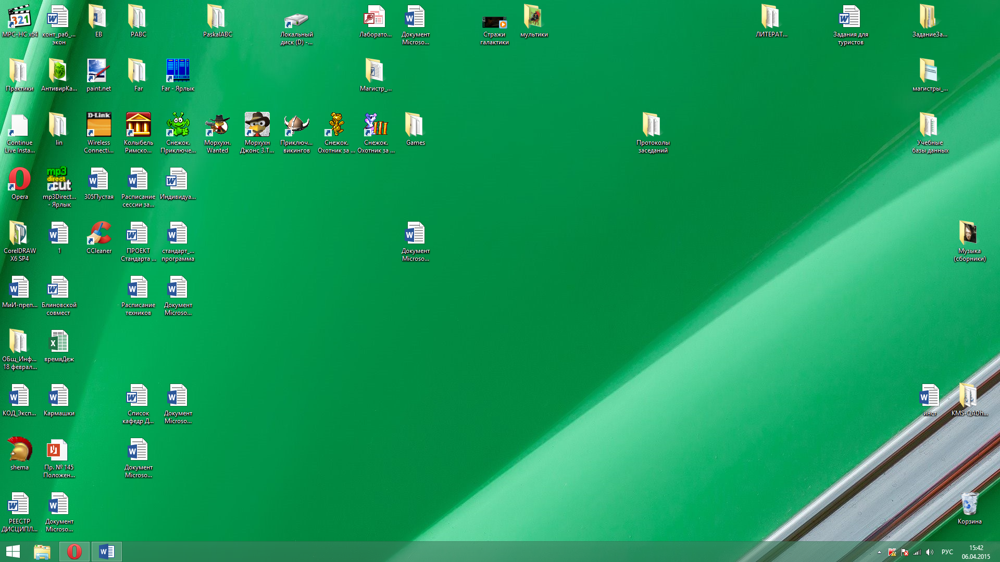 MPC-HC x64
конт_раб_...
экон
ЕВ
РАВС
PaskalABC
Локальный
диск (D) -...
Лаборато...
Документ
Microso...
Стражи
галактики
мультики
ЛИТЕРАТ...
Задания для
туристов
ЗаданиеЗа...
Практики
АнтивирКа...
paint.net
Far
Far - Ярлык
Магистр_...
магистры_...
Continue
Live Insta...
lin
D-Link
Wireless
Connecti...
Колыбель
Римско...
Снежок.
Приключе...
Морхухн.
Wanted
Морхухн
Джонс 3.Т...
Приключ...
викингов
Снежок.
Охотник за ...
Снежок.
Охотник за ...
Games
Протоколы
заседаний
Учебные
базы данных
Opera
mp3
direct
cut
mp3Direct...
- Ярлык
305Пустая
Расписание
сессии за...
Индивидуа...
CorelDRAW
X6 SP4
1
CCleaner
ПРОЕКТ
Стандарта ...
стандарт_...
программа
Документ
Microso...
Музыка
(сборники)
МиИ-преп...
Блиновской
совмест
Расписание
техников
Документ
Microso...
ОБщ_Инф...
18 феврал...
времяДеж
КОД_Эксп...
Кармашки
Список
кафедр Д...
Документ
Microso...
инст
KMS-QADh...
shema
Пр. № 145
Положен...
Документ
Microso...
РЕЕСТР
ДИСЦИПЛ...
Документ
Microso...
Корзина
РУС
15:42
06.04.2015